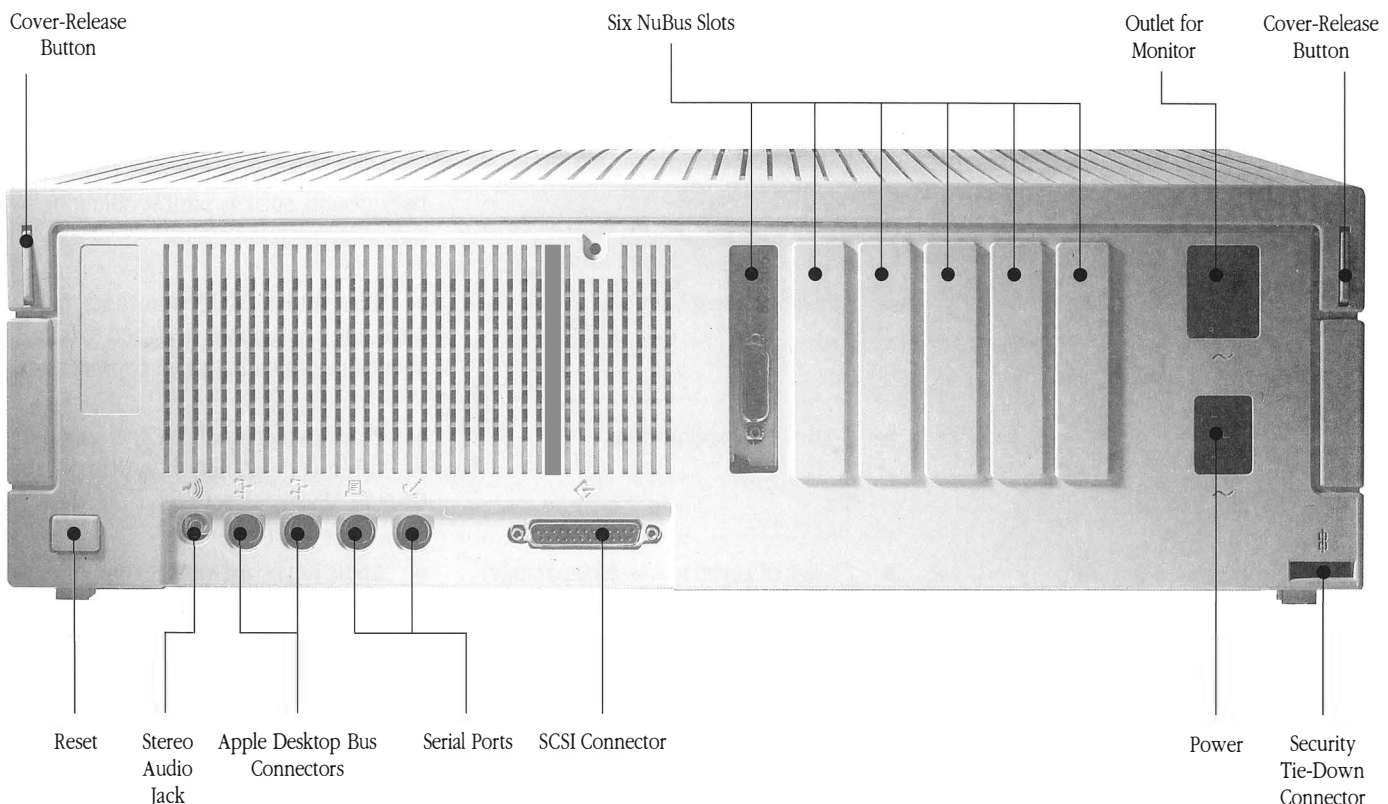 Cover-Release
Button
Six NuBus Slots
Outlet for
Monitor
Cover-Release
Button
Reset
Stereo
Audio
Jack
Apple Desktop Bus
Connectors
Serial Ports
SCSI Connector
Power
Security
Tie-Down
Connector